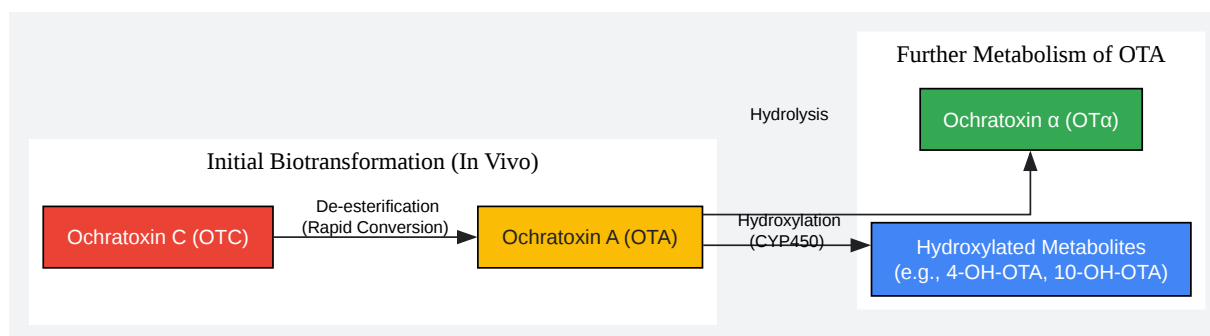 Further Metabolism of OTA
Hydrolysis
Ochratoxin α (OTα)
Initial Biotransformation (In Vivo)
De-esterification
(Rapid Conversion)
Ochratoxin C (OTC)
Ochratoxin A (OTA)
Hydroxylation
(CYP450)
Hydroxylated Metabolites
(e.g., 4-OH-OTA, 10-OH-OTA)